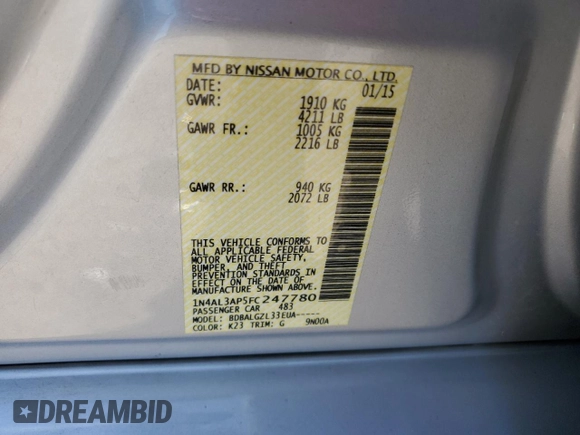 MFD BY NISSAN MOTOR CO., LTD.
DATE: 01/15
GVWR: 1910 KG
4211 LB
GAWR FR.: 1005 KG
2216 LB
GAWR RR.: 940 KG
2072 LB
THIS VEHICLE CONFORMS TO
ALL APPLICABLE FEDERAL
MOTOR VEHICLE SAFETY,
BUMPER, AND THEFT
PREVENTION STANDARDS
IN EFFECT ON THE DATE OF
MANUFACTURE SHOWN ABOVE.
1N4AL3AP5FC247780
PASSENGER CAR 483
MODEL: BDBALGZL33EUA-----
COLOR: K23 TRIM: G 9N00A
DREAMBID